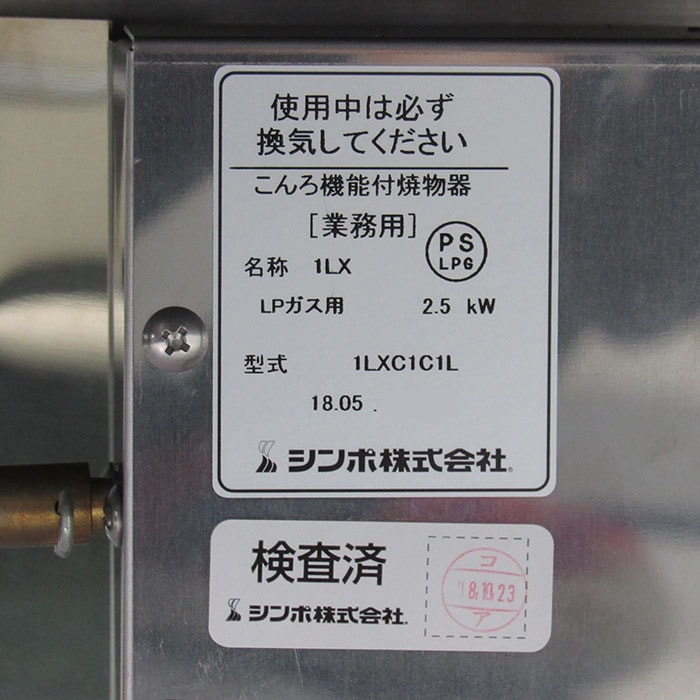 使用中は必ず
換気してください
こんろ機能付焼物器
[業務用]
PS
LPG
名称 1LX
LPガス用 2.5 kW
型式 1LXC1C1L
18.05 .
シンポ株式会社
検査済
シンポ株式会社
コ
'18.10.23
ア